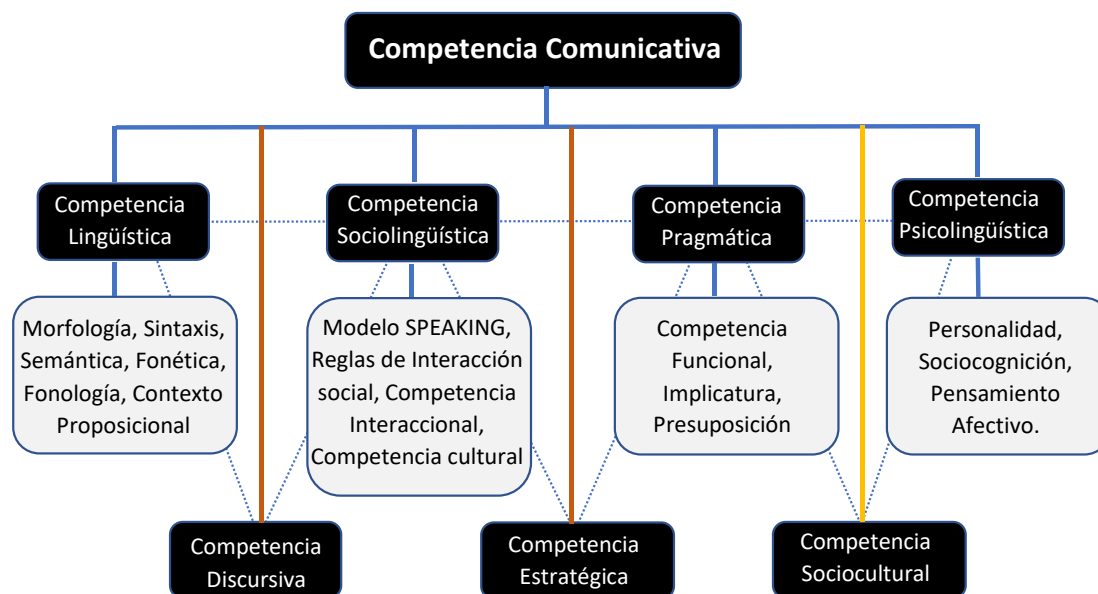 Competencia Comunicativa
Competencia
Lingüística
Competencia
Sociolingüística
Competencia
Pragmática
Competencia
Psicolingüística
Morfología, Sintaxis,
Semántica, Fonética,
Fonología, Contexto
Proposicional
Modelo SPEAKING,
Reglas de Interacción
social, Competencia
Interaccional,
Competencia cultural
Competencia
Funcional,
Implicatura,
Presuposición
Personalidad,
Sociocognición,
Pensamiento
Afectivo.
Competencia
Discursiva
Competencia
Estratégica
Competencia
Sociocultural